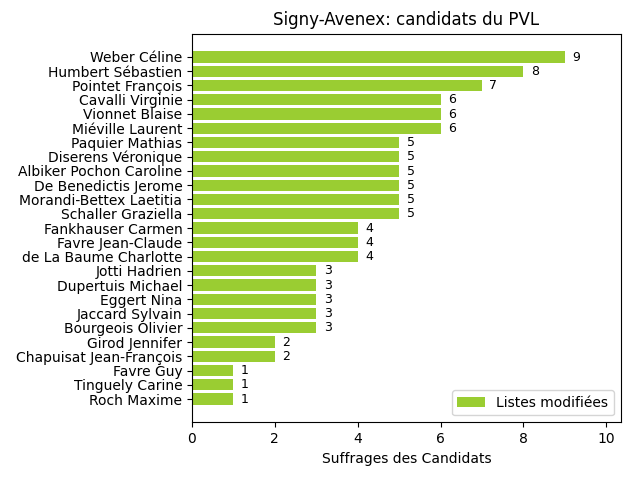 Signy-Avenex: candidats du PVL
Weber Céline 9
Humbert Sébastien 8
Pointet François 7
Cavalli Virginie 6
Vionnet Blaise 6
Miéville Laurent 6
Paquier Mathias 5
Diserens Véronique 5
Albiker Pochon Caroline 5
De Benedictis Jerome 5
Morandi-Bettex Laetitia 5
Schaller Graziella 5
Fankhauser Carmen 4
Favre Jean-Claude 4
de La Baume Charlotte 4
Jotti Hadrien 3
Dupertuis Michael 3
Eggert Nina 3
Jaccard Sylvain 3
Bourgeois Olivier 3
Girod Jennifer 2
Chapuisat Jean-François 2
Favre Guy 1
Tinguely Carine 1
Roch Maxime 1
Listes modifiées
0 2 4 6 8 10
Suffrages des Candidats